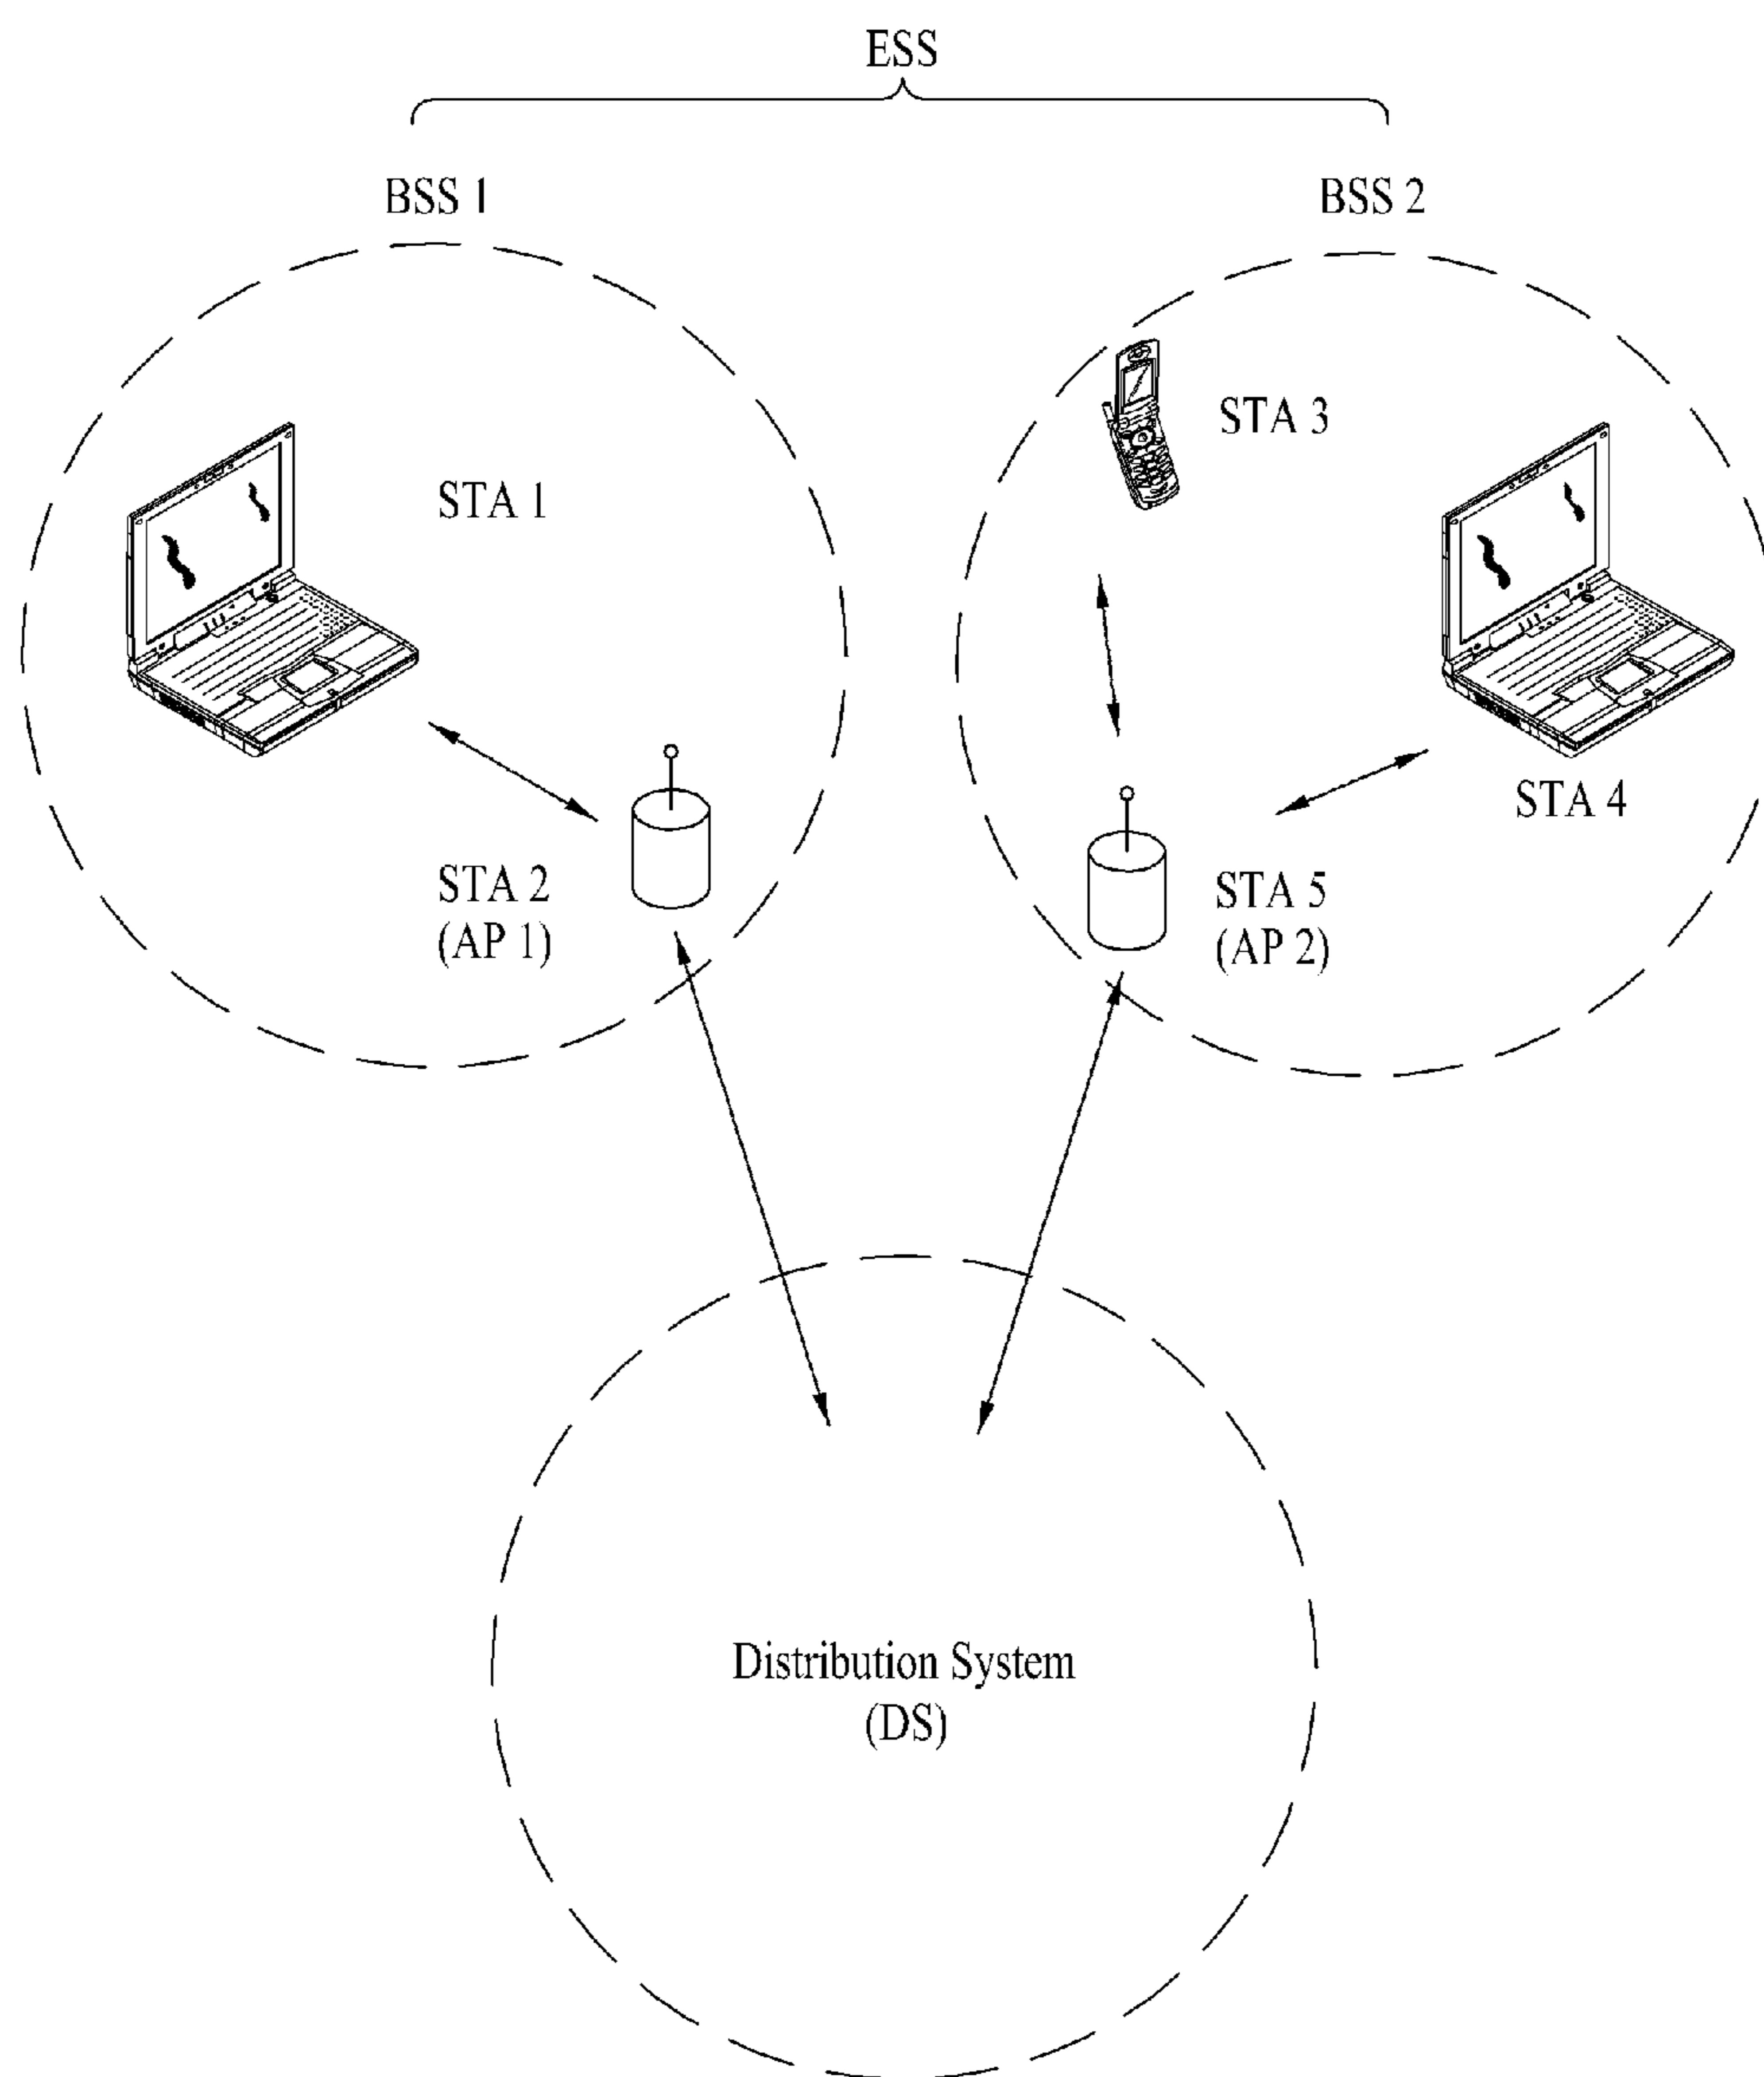 ESS
BSS 1
BSS 2
STA 1
STA 3
STA 4
STA 2
(AP 1)
STA 5
(AP 2)
Distribution System
(DS)